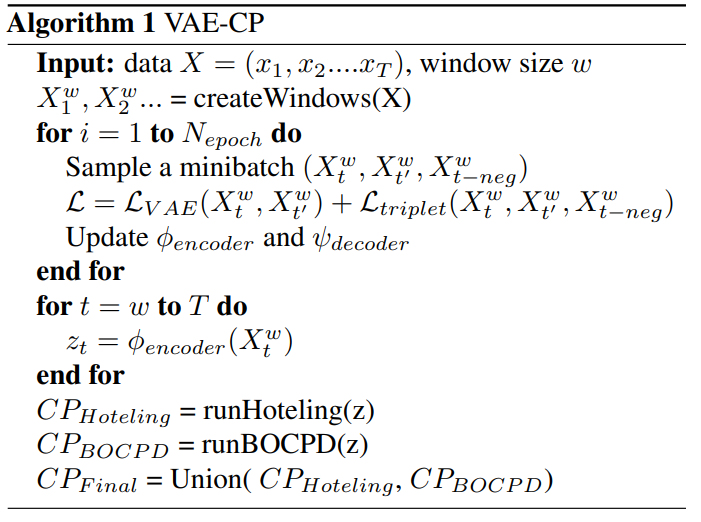 Algorithm 1 VAE-CP
Input: data $X = (x_1, x_2....x_T)$, window size $w$
$X_1^w, X_2^w$... = createWindows(X)
for $i = 1$ to $N_{epoch}$ do
Sample a minibatch $(X_t^w, X_{t'}^w, X_{t-neg}^w)$
$\mathcal{L} = \mathcal{L}_{VAE}(X_t^w, X_{t'}^w) + \mathcal{L}_{triplet}(X_t^w, X_{t'}^w, X_{t-neg}^w)$
Update $\phi_{encoder}$ and $\psi_{decoder}$
end for
for $t = w$ to $T$ do
$z_t = \phi_{encoder}(X_t^w)$
end for
$CP_{Hoteling}$ = runHoteling(z)
$CP_{BOCPD}$ = runBOCPD(z)
$CP_{Final}$ = Union( $CP_{Hoteling}, CP_{BOCPD}$)